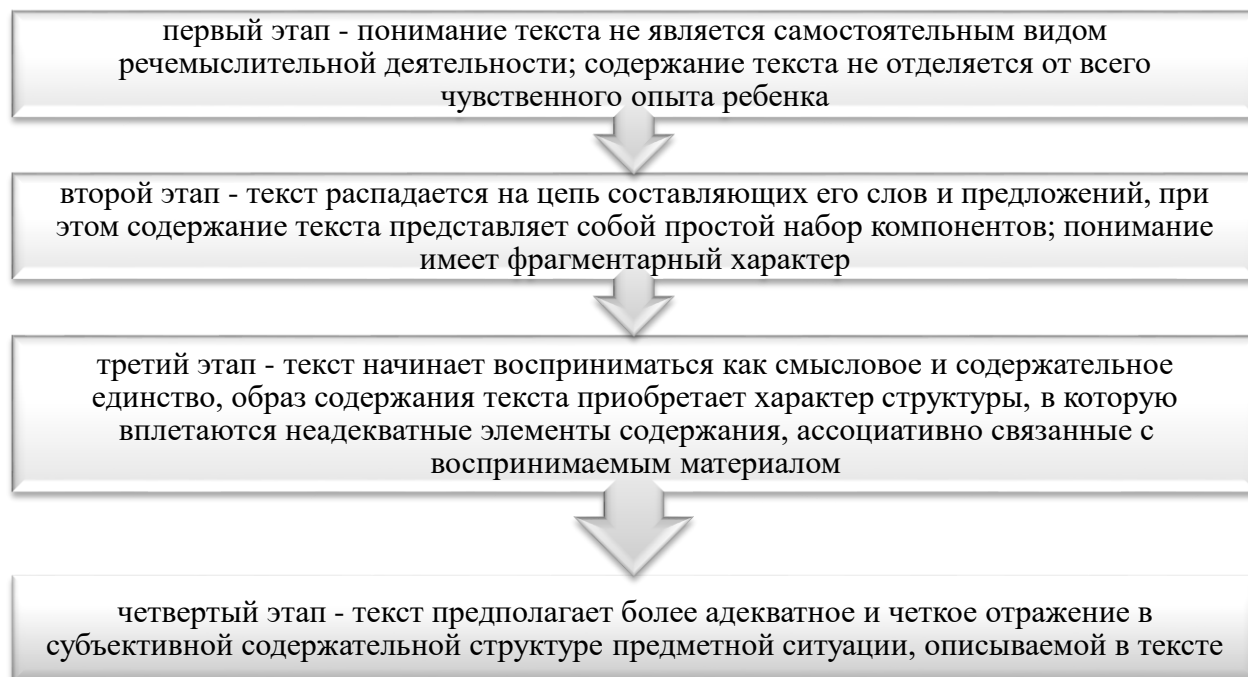 первый этап - понимание текста не является самостоятельным видом
речемыслительной деятельности; содержание текста не отделяется от всего
чувственного опыта ребенка
второй этап - текст распадается на цепь составляющих его слов и предложений, при
этом содержание текста представляет собой простой набор компонентов; понимание
имеет фрагментарный характер
третий этап - текст начинает восприниматься как смысловое и содержательное
единство, образ содержания текста приобретает характер структуры, в которую
вплетаются неадекватные элементы содержания, ассоциативно связанные с
воспринимаемым материалом
четвертый этап - текст предполагает более адекватное и четкое отражение в
субъективной содержательной структуре предметной ситуации, описываемой в тексте